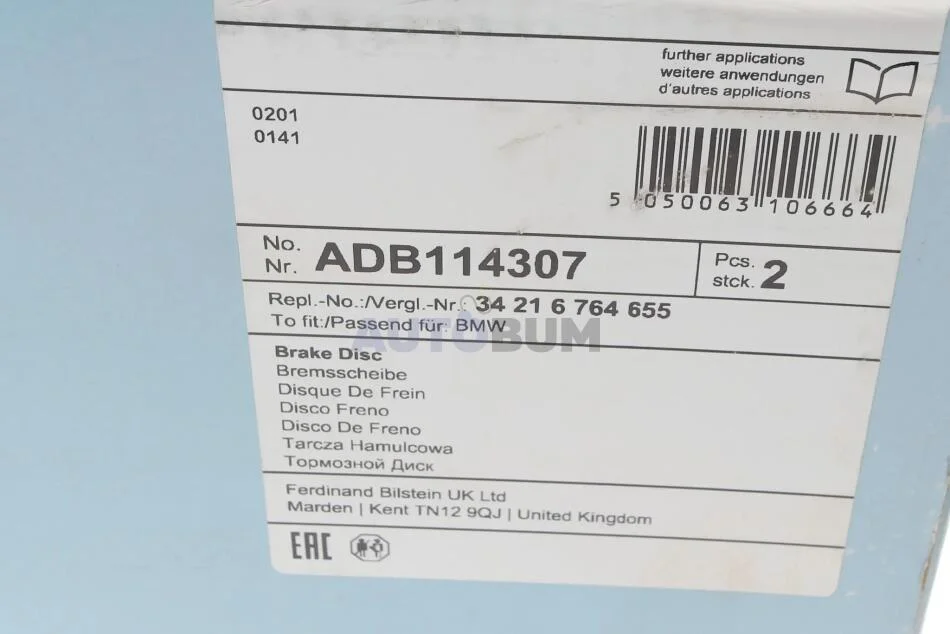 further applications
weitere anwendungen
d'autres applications
0201
0141
5 050063 106664
No.
Nr. ADB114307
Pcs.
stck. 2
Repl.-No.:/Vergl.-Nr.: 34 21 6 764 655
To fit:/Passend für: BMW
AUTOBUM
Brake Disc
Bremsscheibe
Disque De Frein
Disco Freno
Disco De Freno
Tarcza Hamulcowa
Тормозной Диск
Ferdinand Bilstein UK Ltd
Marden | Kent TN12 9QJ | United Kingdom
EAC